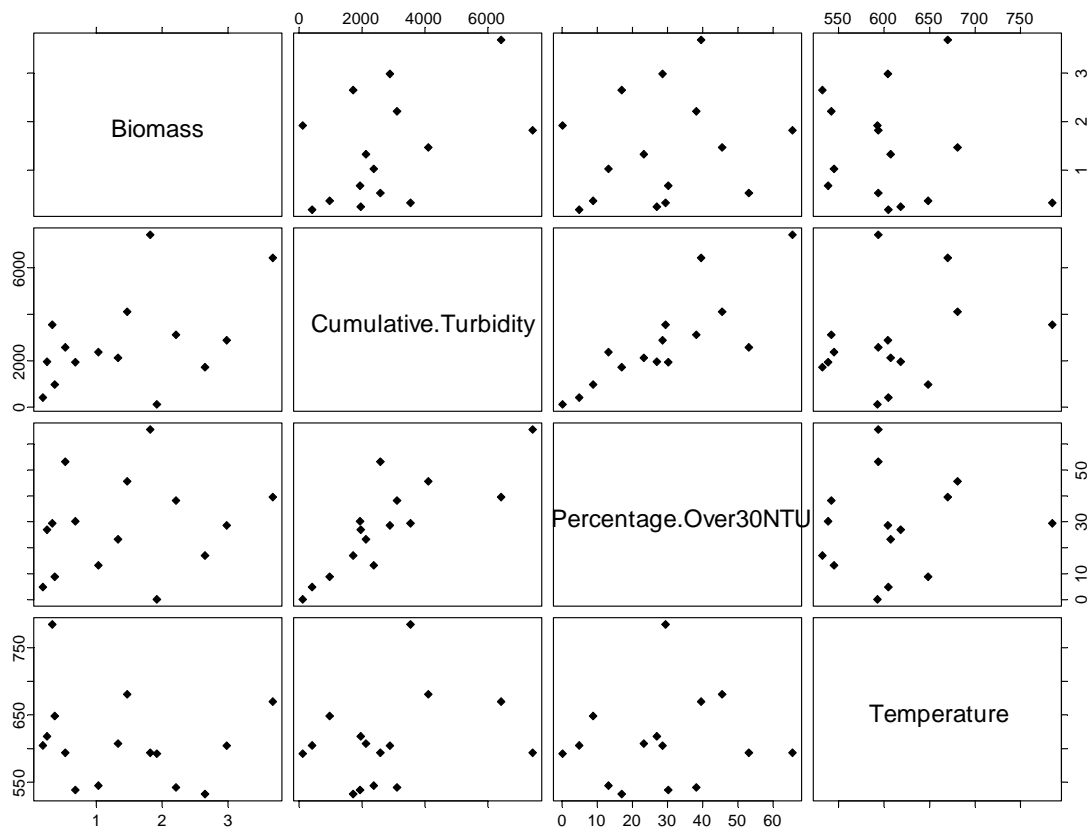 0 2000 4000 6000
550 600 650 700 750
Biomass
1 2 3
0 2000 6000
Cumulative.Turbidity
Percentage.Over30NTU
0 10 30 50
550 650 750
Temperature
1 2 3
0 10 20 30 40 50 60